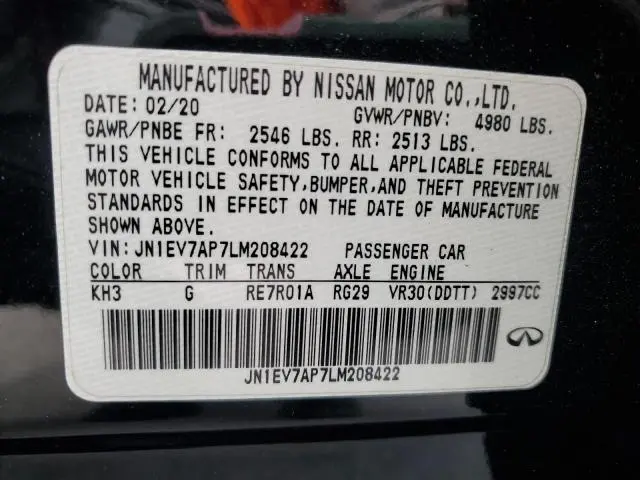 MANUFACTURED BY NISSAN MOTOR CO.,LTD.
DATE: 02/20 GVWR/PNBV: 4980 LBS.
GAWR/PNBE FR: 2546 LBS. RR: 2513 LBS.
THIS VEHICLE CONFORMS TO ALL APPLICABLE FEDERAL
MOTOR VEHICLE SAFETY,BUMPER,AND THEFT PREVENTION
STANDARDS IN EFFECT ON THE DATE OF MANUFACTURE
SHOWN ABOVE.
VIN: JN1EV7AP7LM208422 PASSENGER CAR
COLOR TRIM TRANS AXLE ENGINE
KH3 G RE7R01A RG29 VR30(DDTT) 2997CC
JN1EV7AP7LM208422